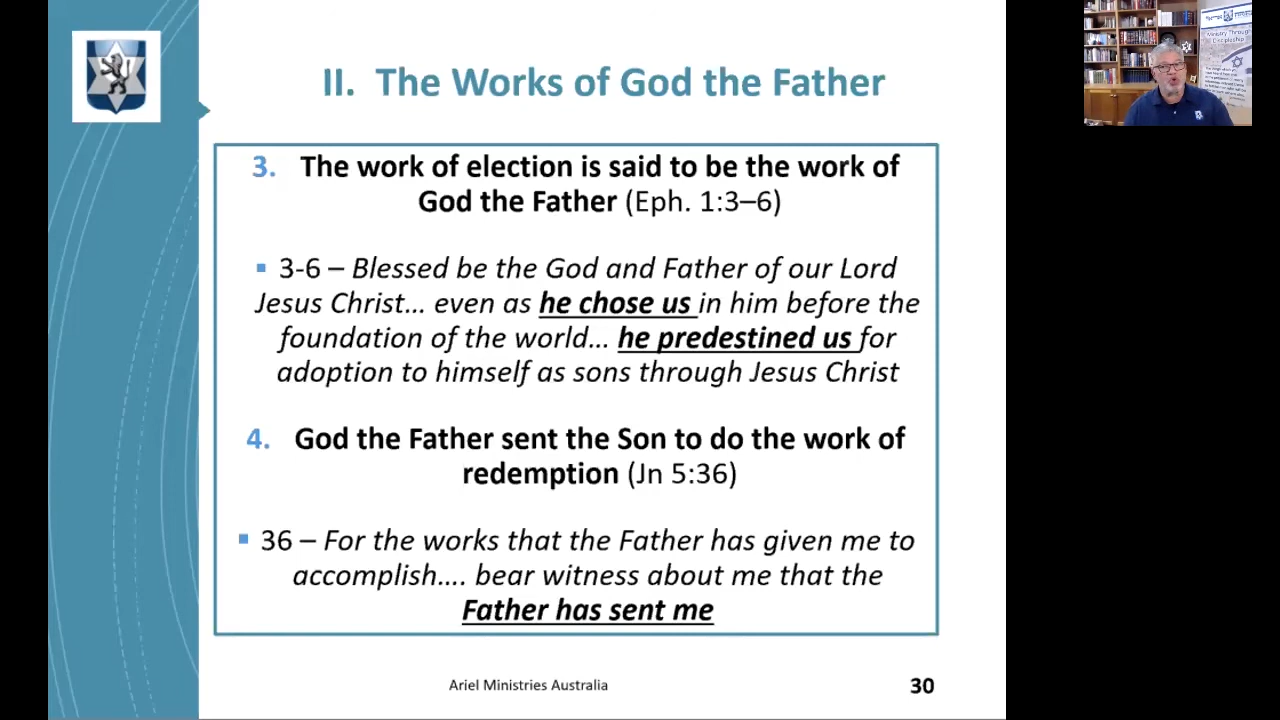 II. The Works of God the Father
3. The work of election is said to be the work of
God the Father (Eph. 1:3–6)
▪ 3-6 – Blessed be the God and Father of our Lord
Jesus Christ... even as he chose us in him before the
foundation of the world... he predestined us for
adoption to himself as sons through Jesus Christ
4. God the Father sent the Son to do the work of
redemption (Jn 5:36)
▪ 36 – For the works that the Father has given me to
accomplish.... bear witness about me that the
Father has sent me
Ariel Ministries Australia
30
Ministry Through
Discipleship